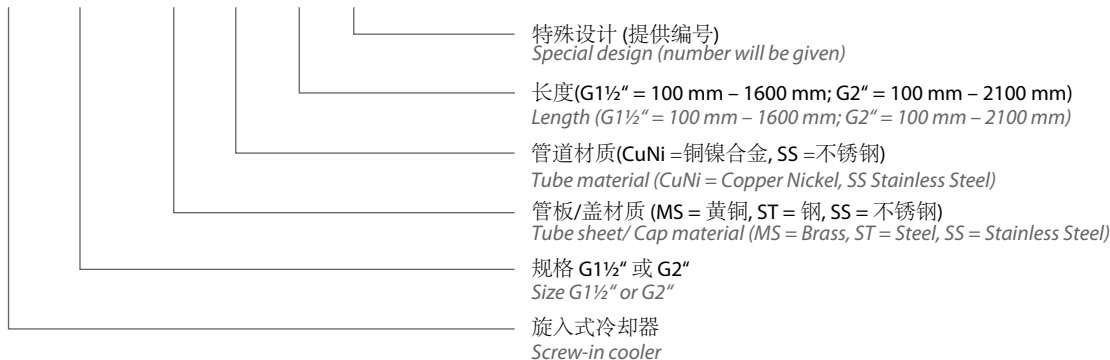 特殊设计 (提供编号)
Special design (number will be given)
长度(G1½“ = 100 mm – 1600 mm; G2“ = 100 mm – 2100 mm)
Length (G1½“ = 100 mm – 1600 mm; G2“ = 100 mm – 2100 mm)
管道材质(CuNi =铜镍合金, SS =不锈钢)
Tube material (CuNi = Copper Nickel, SS Stainless Steel)
管板/盖材质 (MS = 黄铜, ST = 钢, SS = 不锈钢)
Tube sheet/ Cap material (MS = Brass, ST = Steel, SS = Stainless Steel)
规格 G1½“ 或 G2“
Size G1½“ or G2“
旋入式冷却器
Screw-in cooler